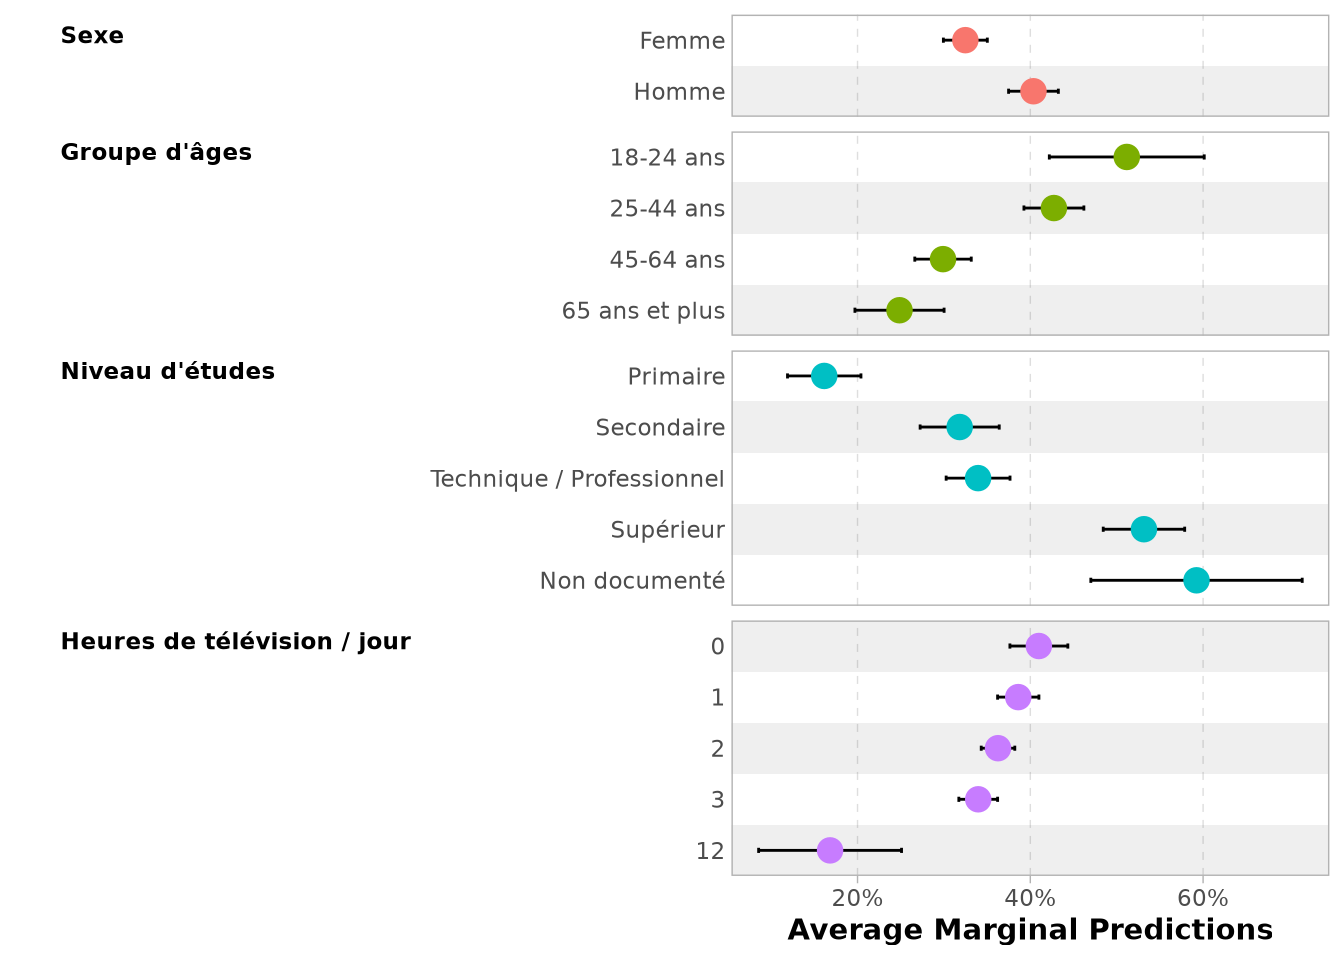 Sexe
Femme
Homme
Groupe d'âges
18-24 ans
25-44 ans
45-64 ans
65 ans et plus
Niveau d'études
Primaire
Secondaire
Technique / Professionnel
Supérieur
Non documenté
Heures de télévision / jour
0
1
2
3
12
20% 40% 60%
Average Marginal Predictions